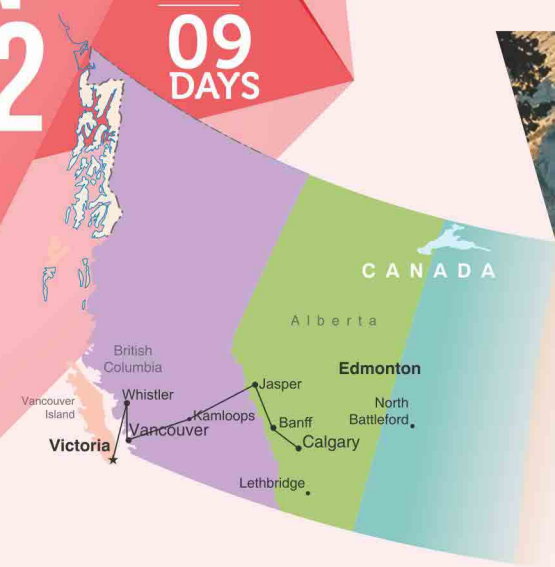 2
09
DAYS
CANADA
Alberta
British
Columbia
Edmonton
Jasper
Whistler
North
Battleford
Vancouver
Island
Kamloops
Banff
Vancouver
Calgary
Victoria
Lethbridge